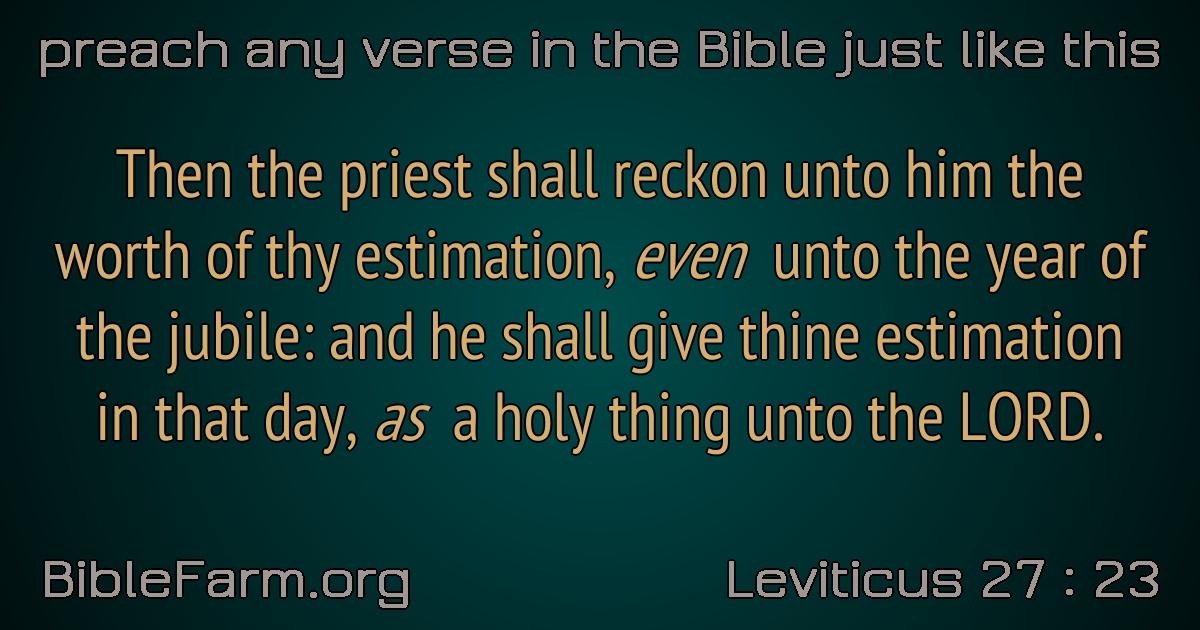 preach any verse in the Bible just like this
Then the priest shall reckon unto him the
worth of thy estimation, even unto the year of
the jubile: and he shall give thine estimation
in that day, as a holy thing unto the LORD.
BibleFarm.org
Leviticus 27 : 23